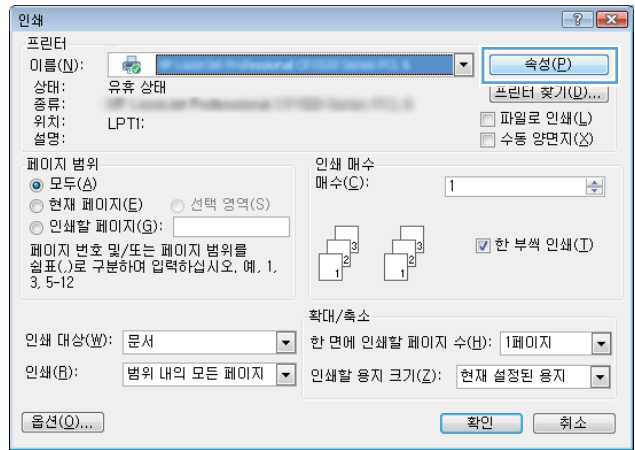 인쇄
프린터
이름(N):
속성(P)
상태: 유휴 상태
프린터 찾기(D)...
종류:
위치: LPT1:
파일로 인쇄(L)
설명:
수동 양면지(X)
페이지 범위
모두(A)
현재 페이지(E) 선택 영역(S)
인쇄할 페이지(G):
페이지 번호 및/또는 페이지 범위를
쉼표(,)로 구분하여 입력하십시오. 예, 1,
3, 5-12
인쇄 매수
매수(C): 1
한 부씩 인쇄(T)
3 3
2 2
1 1
인쇄 대상(W): 문서
인쇄(R): 범위 내의 모든 페이지
확대/축소
한 면에 인쇄할 페이지 수(H): 1페이지
인쇄할 용지 크기(Z): 현재 설정된 용지
옵션(O)...
확인 취소